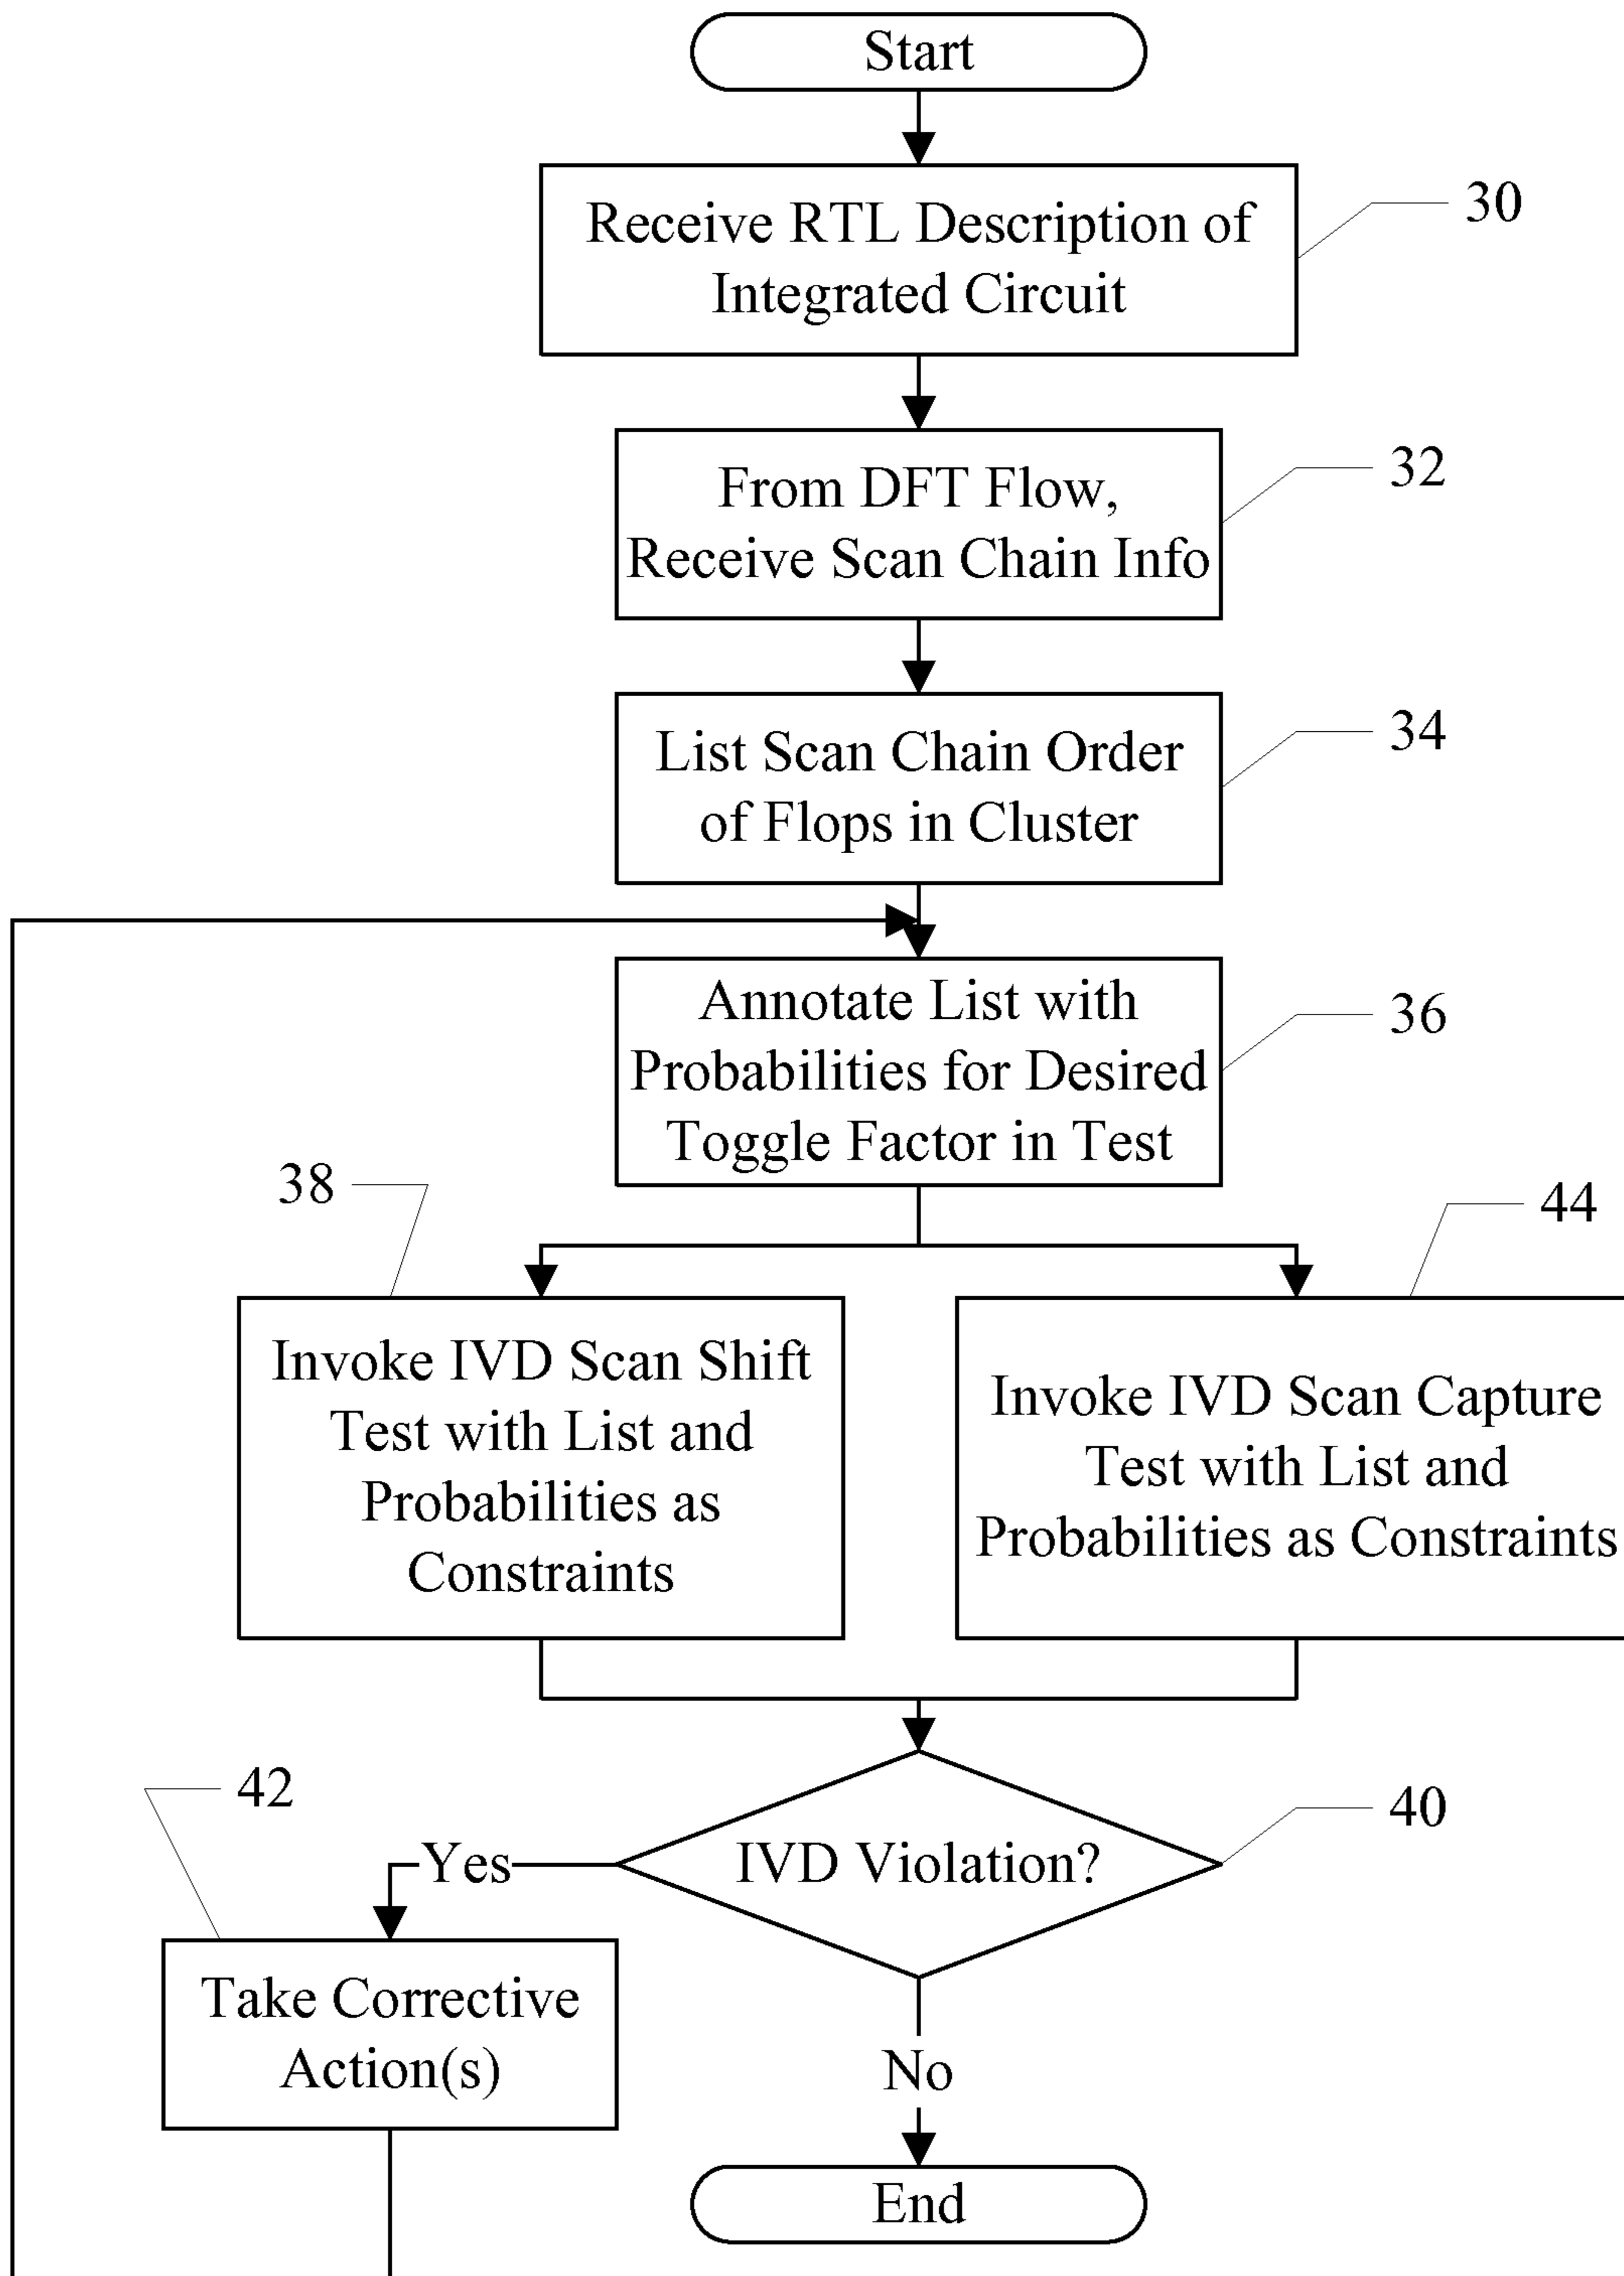 Start
Receive RTL Description of
Integrated Circuit
30
From DFT Flow,
Receive Scan Chain Info
32
List Scan Chain Order
of Flops in Cluster
34
Annotate List with
Probabilities for Desired
Toggle Factor in Test
36
38
44
Invoke IVD Scan Shift
Test with List and
Probabilities as
Constraints
Invoke IVD Scan Capture
Test with List and
Probabilities as Constraints
42
40
IVD Violation?
Yes
Take Corrective
Action(s)
No
End